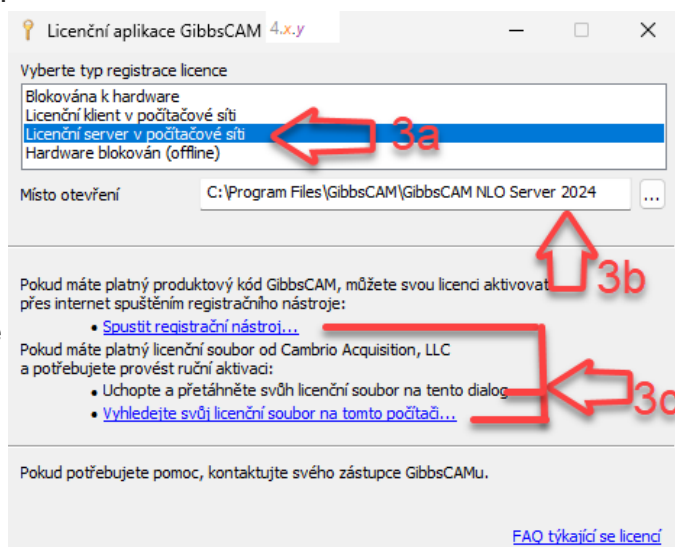 Licenční aplikace GibbsCAM 4.x.y
Vyberte typ registrace licence
Blokována k hardware
Licenční klient v počítačové síti
Licenční server v počítačové síti
3a
Hardware blokován (offline)
Místo otevření
C:\Program Files\GibbsCAM\GibbsCAM NLO Server 2024
...
3b
Pokud máte platný produktový kód GibbsCAM, můžete svou licenci aktivovat
přes internet spuštěním registračního nástroje:
• Spustit registrační nástroj...
Pokud máte platný licenční soubor od Cambrio Acquisition, LLC
a potřebujete provést ruční aktivaci:
• Uchopte a přetáhněte svůh licenční soubor na tento dialog
3c
• Vyhledejte svůj licenční soubor na tomto počítači...
Pokud potřebujete pomoc, kontaktujte svého zástupce GibbsCAMu.
FAQ týkající se licencí